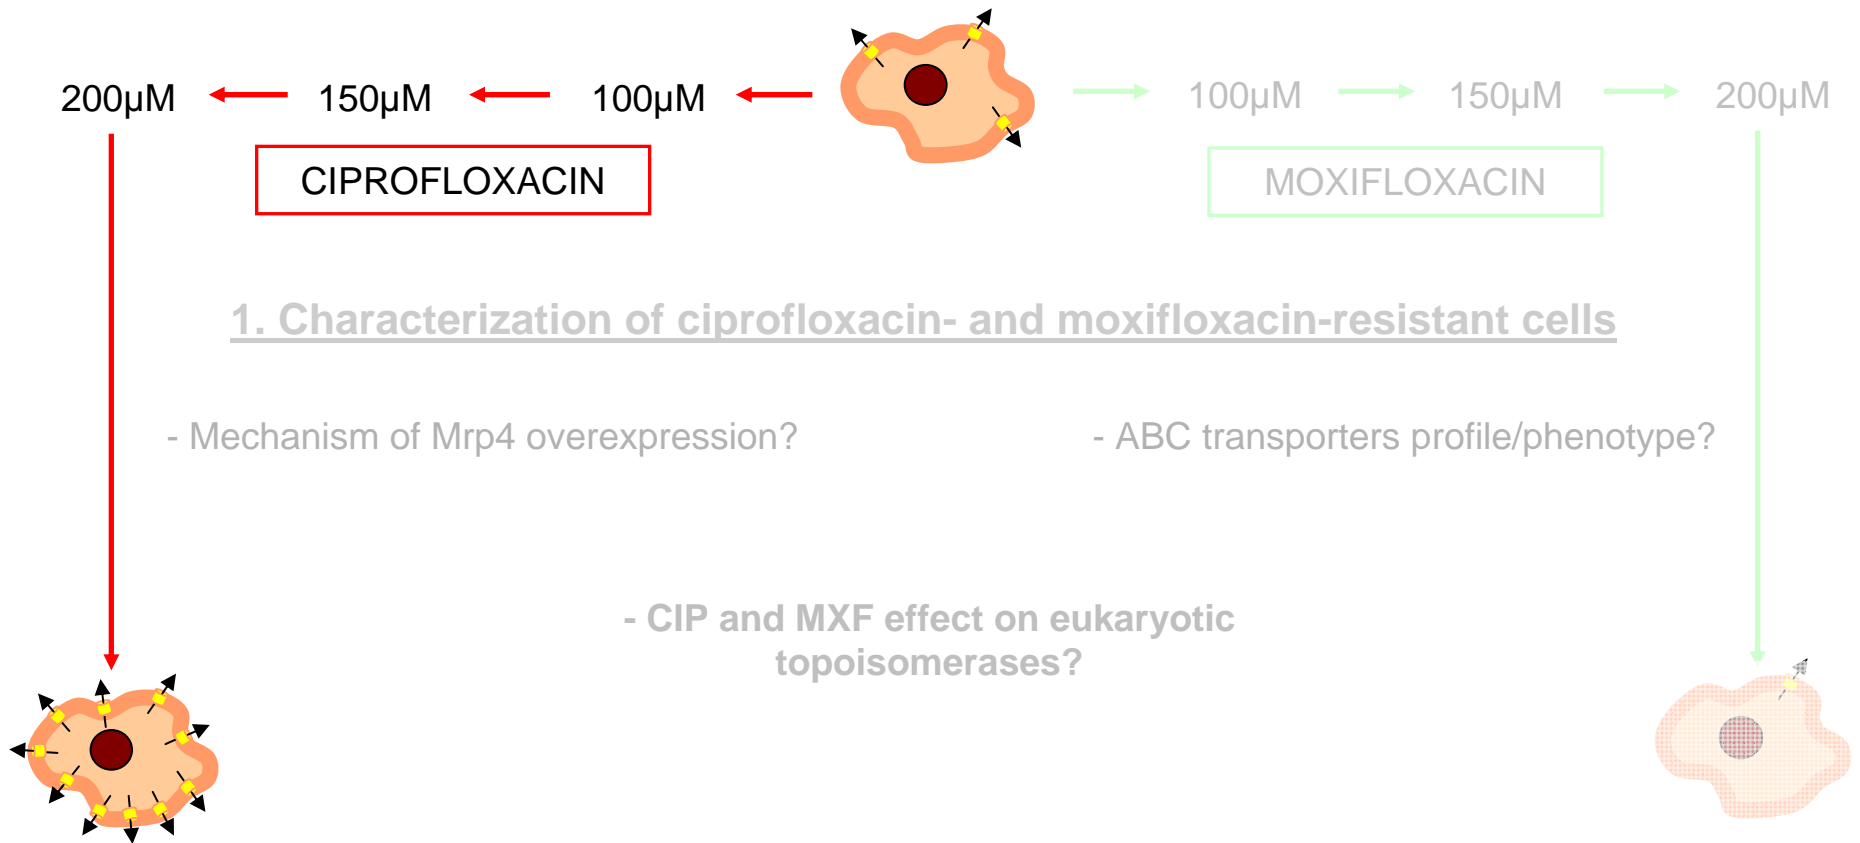 200µM 150µM 100µM 100µM 150µM 200µM
CIPROFLOXACIN MOXIFLOXACIN
1. Characterization of ciprofloxacin- and moxifloxacin-resistant cells
- Mechanism of Mrp4 overexpression? - ABC transporters profile/phenotype?
- CIP and MXF effect on eukaryotic
topoisomerases?